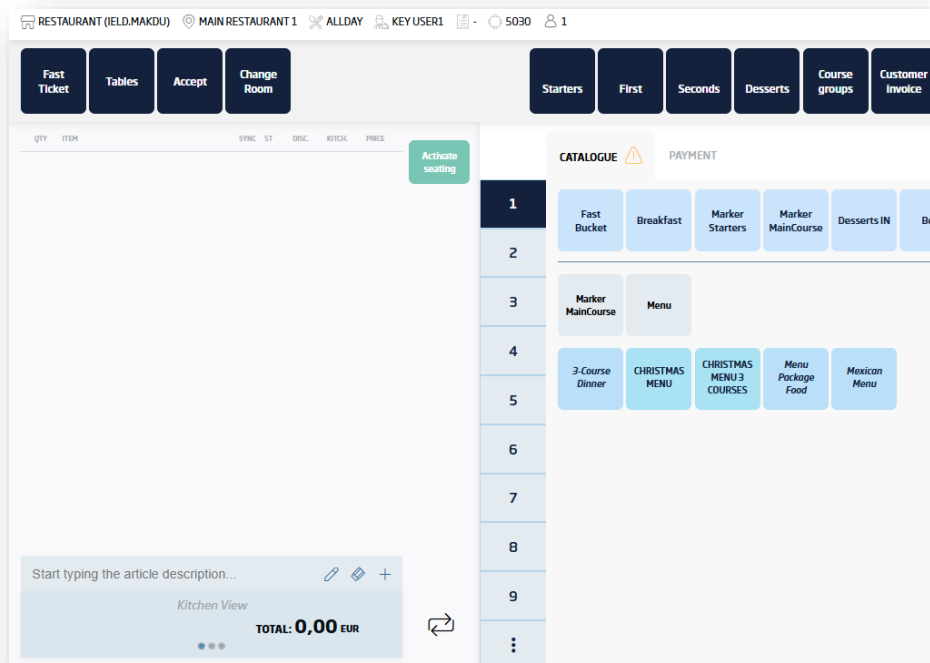 RESTAURANT (IELD.MAKDU) MAIN RESTAURANT 1 ALLDAY KEY USER1 - 5030 1
Fast Ticket
Tables
Accept
Change Room
Starters
First
Seconds
Desserts
Course groups
Customer Invoice
QTY ITEM SYNC ST DISC. KITCH. PRICE
Activate seating
CATALOGUE PAYMENT
1
2
3
4
5
6
7
8
9
Fast Bucket
Breakfast
Marker Starters
Marker MainCourse
Desserts IN
Marker MainCourse
Menu
3-Course Dinner
CHRISTMAS MENU
CHRISTMAS MENU 3 COURSES
Menu Package Food
Mexican Menu
Start typing the article description...
Kitchen View
TOTAL: 0,00 EUR